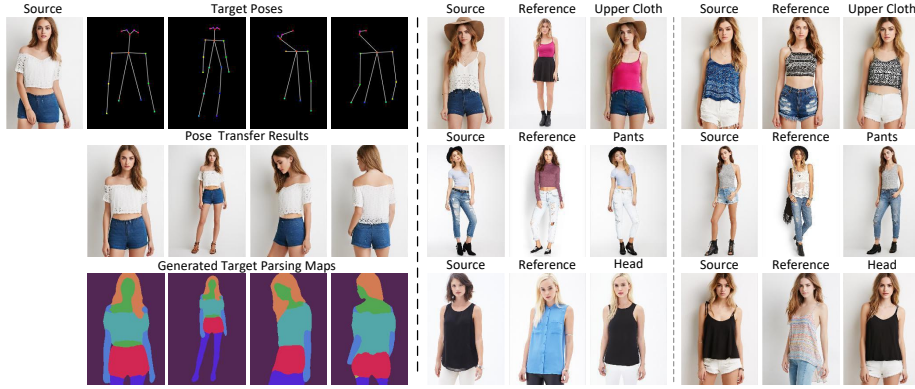 Source
Target Poses
Pose Transfer Results
Generated Target Parsing Maps
Source Reference Upper Cloth
Source Reference Pants
Source Reference Head
Source Reference Upper Cloth
Source Reference Pants
Source Reference Head